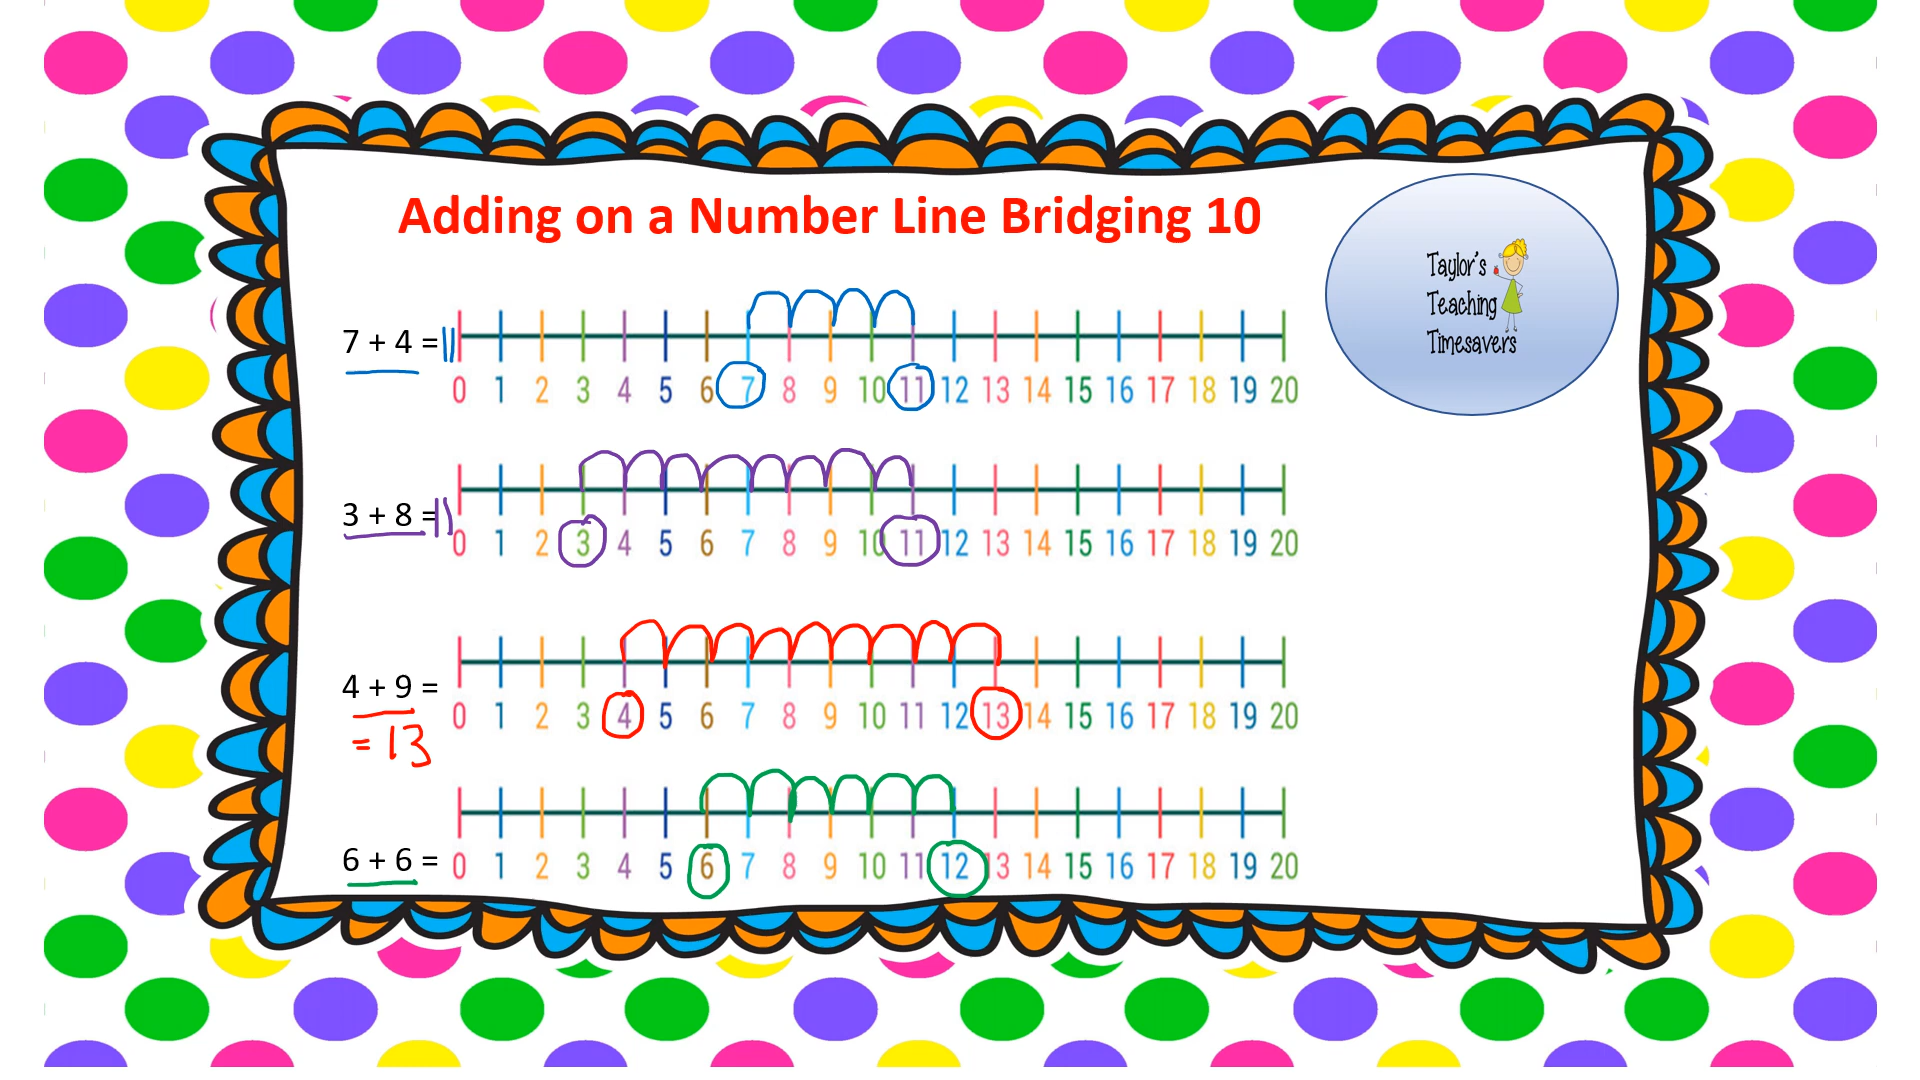 Adding on a Number Line Bridging 10
Taylor's
Teaching
Timesavers
7 + 4 = 11
0 1 2 3 4 5 6 7 8 9 10 11 12 13 14 15 16 17 18 19 20
3 + 8 = 11
0 1 2 3 4 5 6 7 8 9 10 11 12 13 14 15 16 17 18 19 20
4 + 9 =
0 1 2 3 4 5 6 7 8 9 10 11 12 13 14 15 16 17 18 19 20
= 13
6 + 6 =
0 1 2 3 4 5 6 7 8 9 10 11 12 13 14 15 16 17 18 19 20